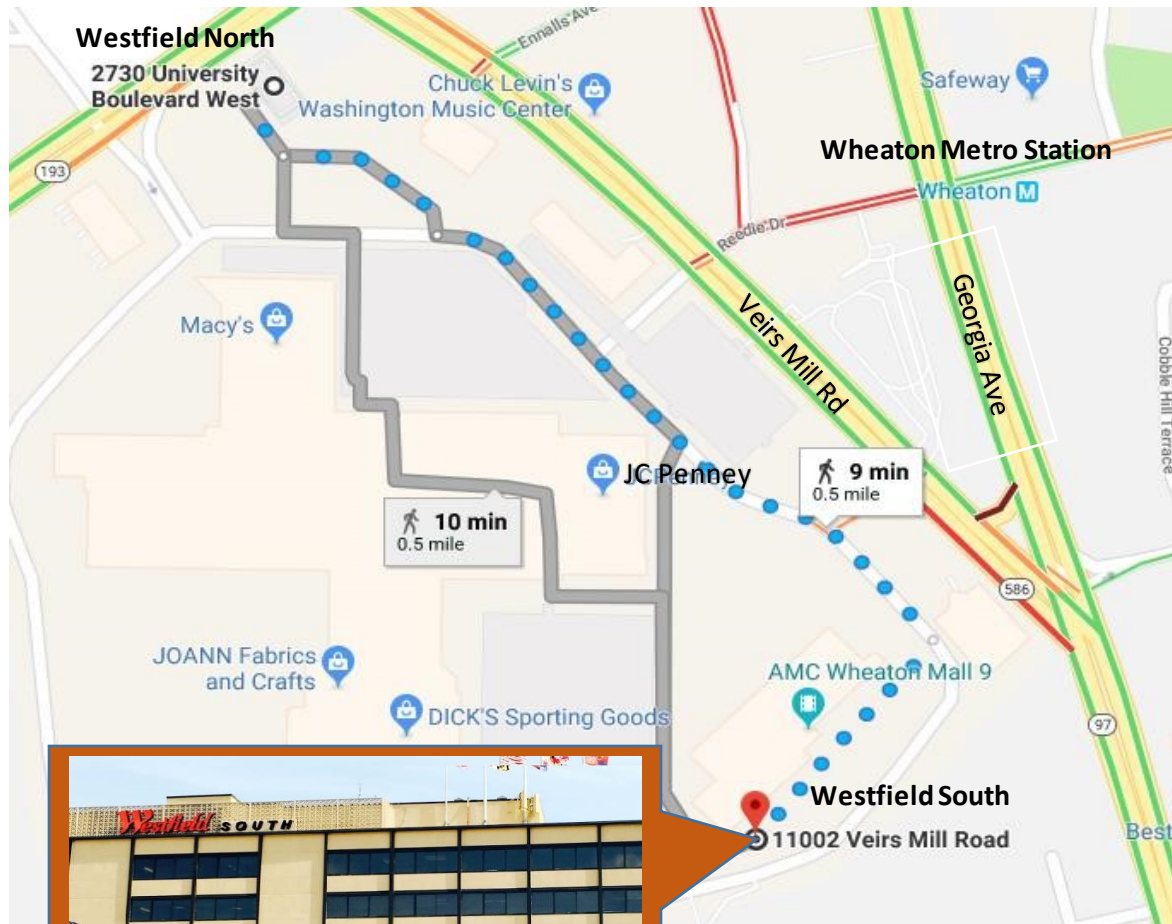 Westfield North
2730 University
Boulevard West
Ennalls Ave
Chuck Levin's
Washington Music Center
Safeway
193
Wheaton Metro Station
Wheaton M
Reedie Dr
Macy's
Veirs Mill Rd
Georgia Ave
Cobble Hill Terrace
JC Penney
9 min
0.5 mile
10 min
0.5 mile
586
JOANN Fabrics
and Crafts
AMC Wheaton Mall 9
DICK'S Sporting Goods
97
Westfield South
11002 Veirs Mill Road
Best
Westfield SOUTH